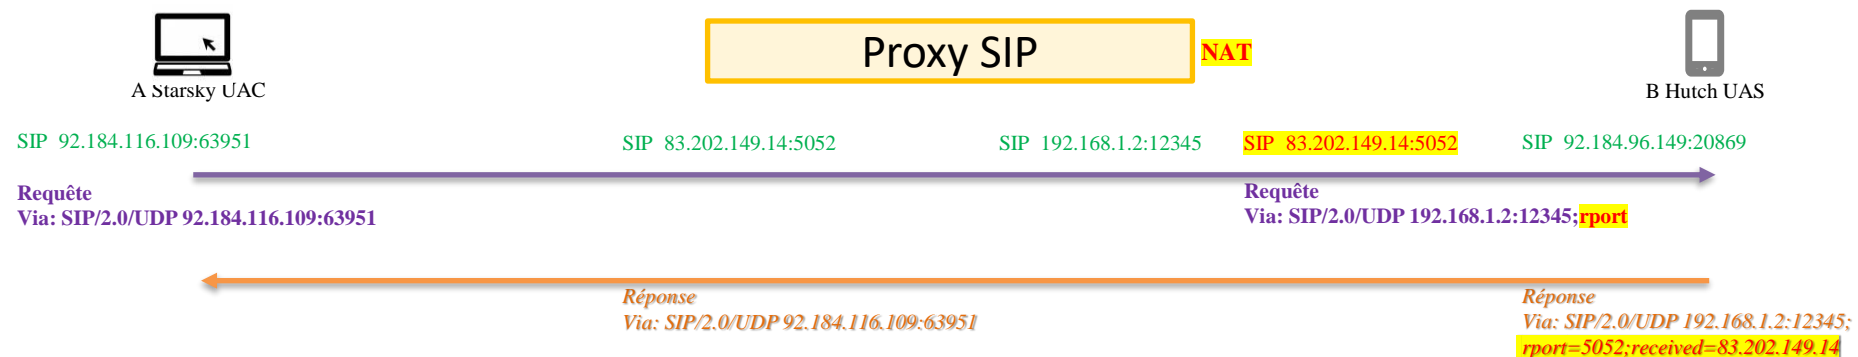 Proxy SIP
NAT
A Starsky UAC
B Hutch UAS
SIP 92.184.116.109:63951
SIP 83.202.149.14:5052
SIP 192.168.1.2:12345
SIP 83.202.149.14:5052
SIP 92.184.96.149:20869
Requête
Via: SIP/2.0/UDP 92.184.116.109:63951
Requête
Via: SIP/2.0/UDP 192.168.1.2:12345;rport
Réponse
Via: SIP/2.0/UDP 92.184.116.109:63951
Réponse
Via: SIP/2.0/UDP 192.168.1.2:12345;
rport=5052;received=83.202.149.14